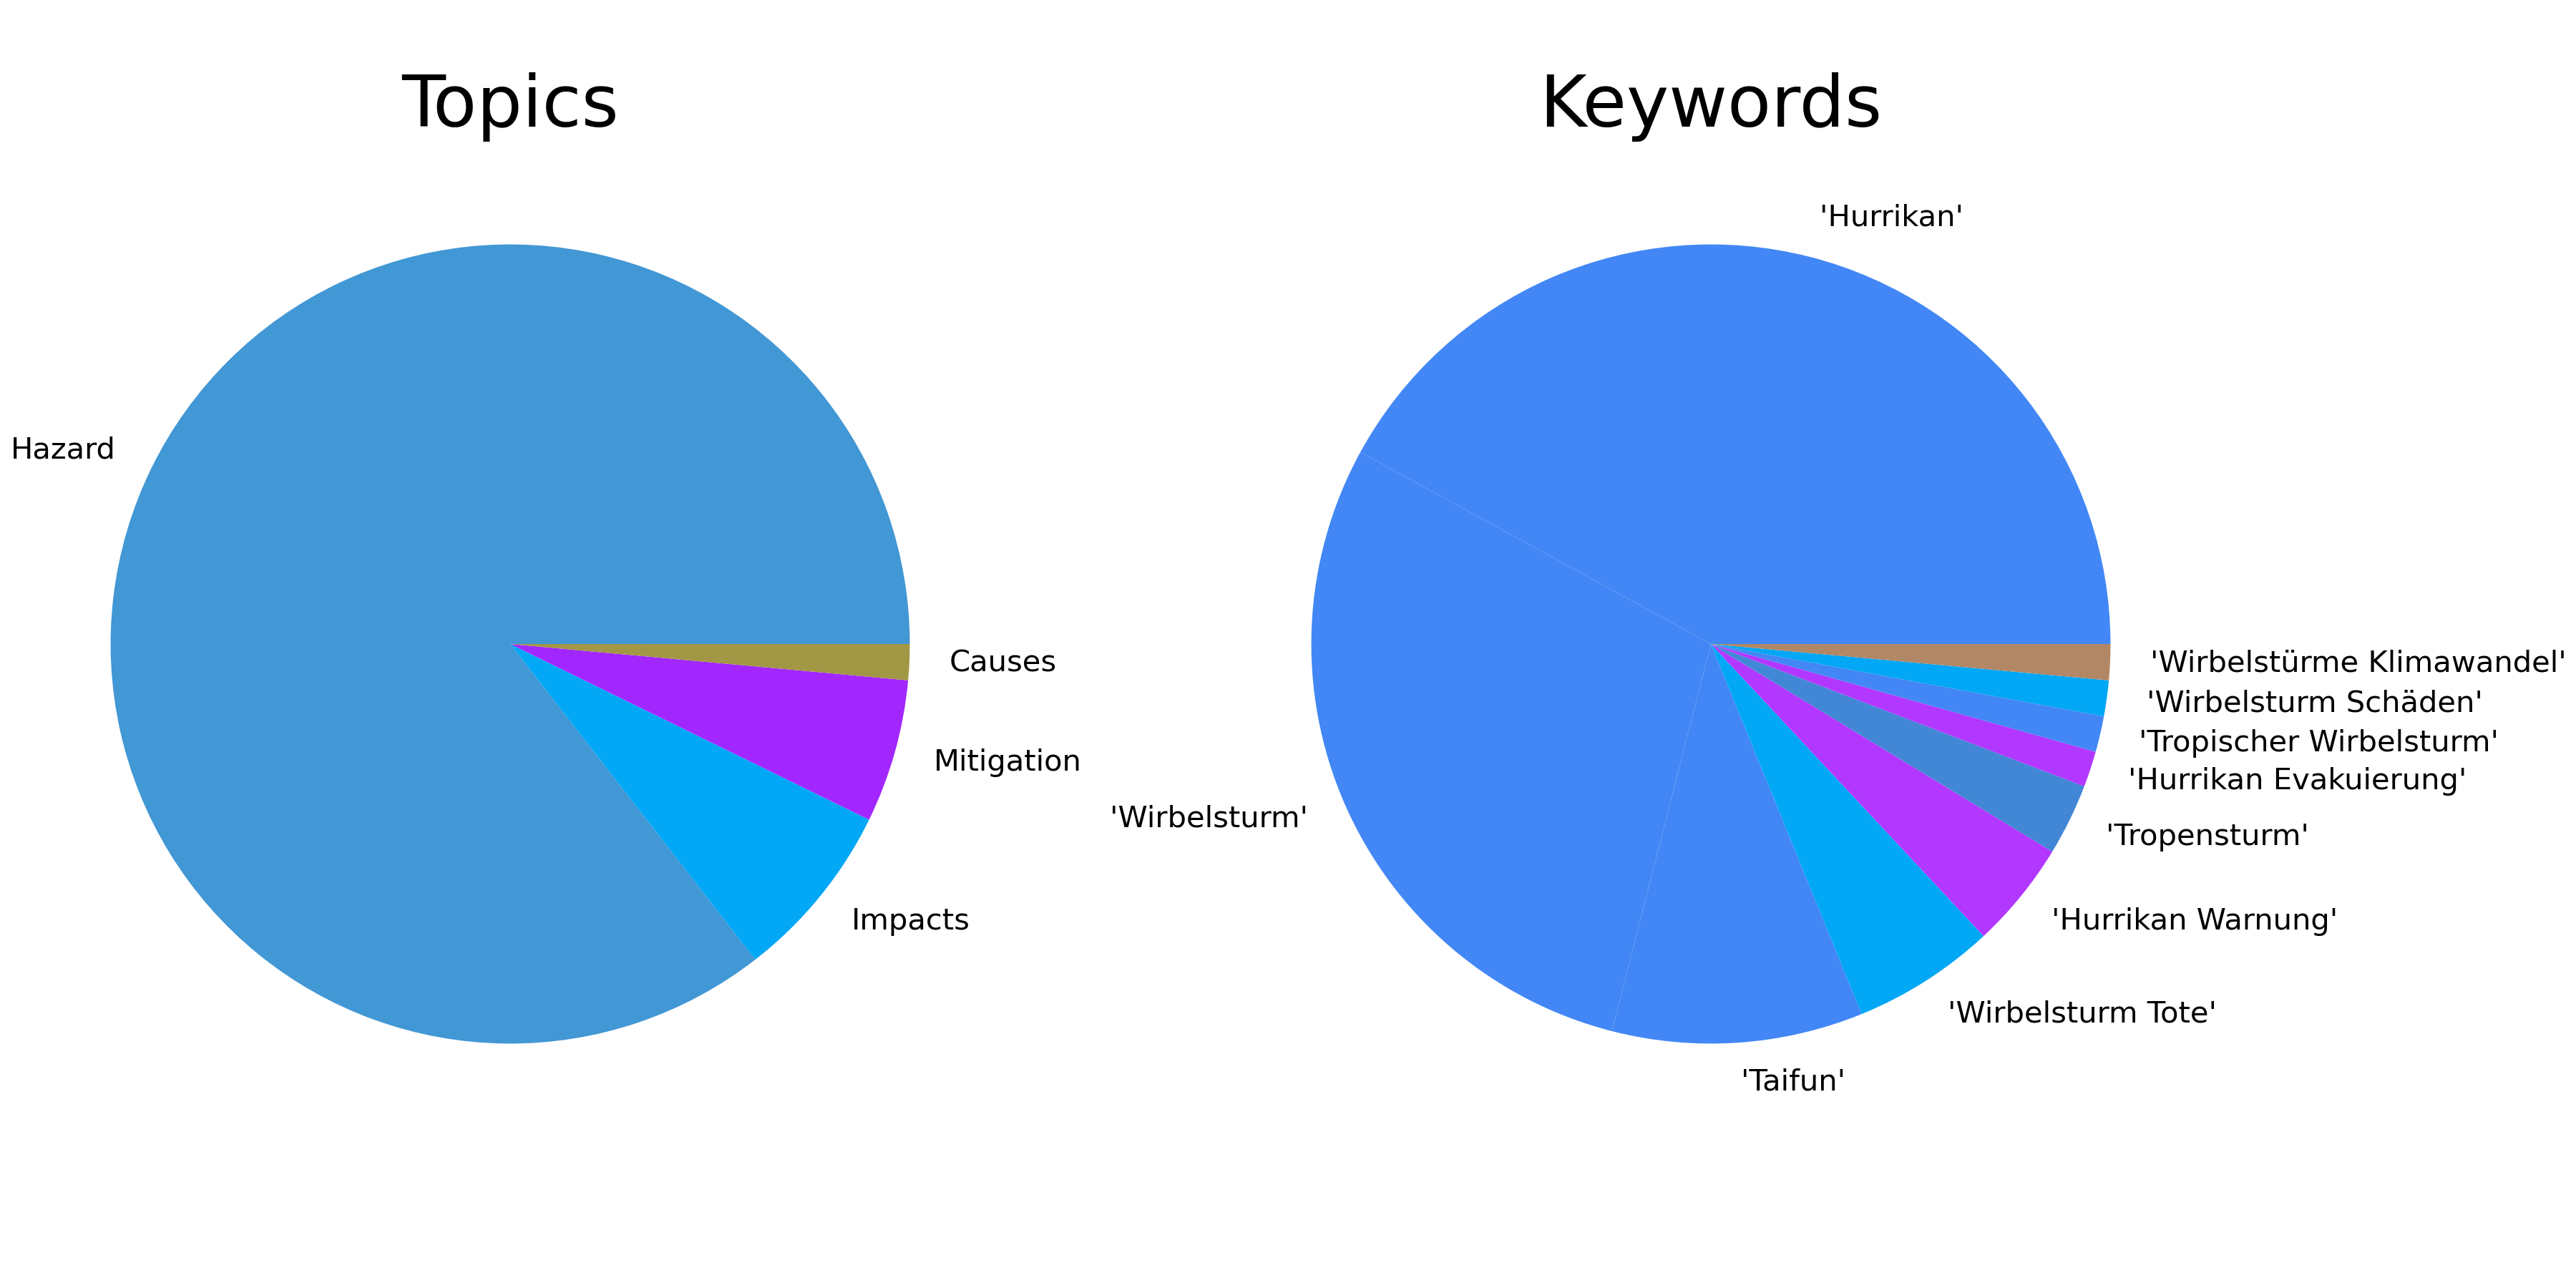 Topics
Hazard
Causes
Mitigation
Impacts
Keywords
'Hurrikan'
'Wirbelsturm'
'Taifun'
'Wirbelstürme Klimawandel'
'Wirbelsturm Schäden'
'Tropischer Wirbelsturm'
'Hurrikan Evakuierung'
'Tropensturm'
'Hurrikan Warnung'
'Wirbelsturm Tote'